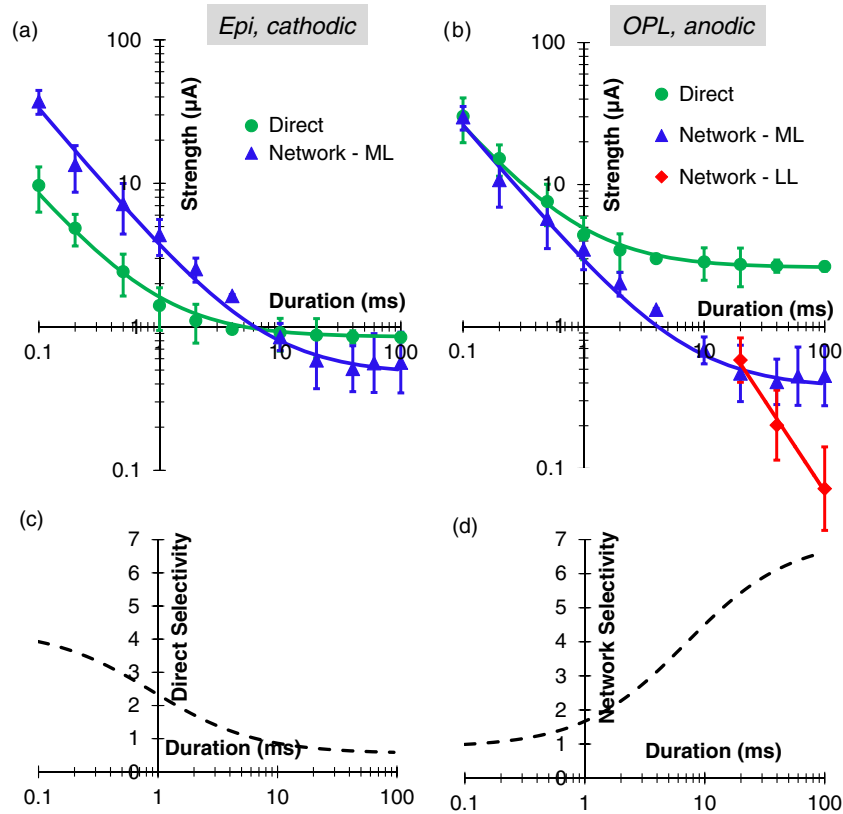 (a)
Epi, cathodic
100
Strength (µA)
Direct
Network - ML
10
Duration (ms)
1
0.1
10
100
0.1
(b)
OPL, anodic
100
Strength (µA)
Direct
Network - ML
Network - LL
10
Duration (ms)
1
0.1
1
10
100
0.1
(c)
7
6
5
4
3
2
1
0
Direct Selectivity
Duration (ms)
0.1
1
10
100
(d)
7
6
5
4
3
2
1
0
Network Selectivity
Duration (ms)
0.1
1
10
100